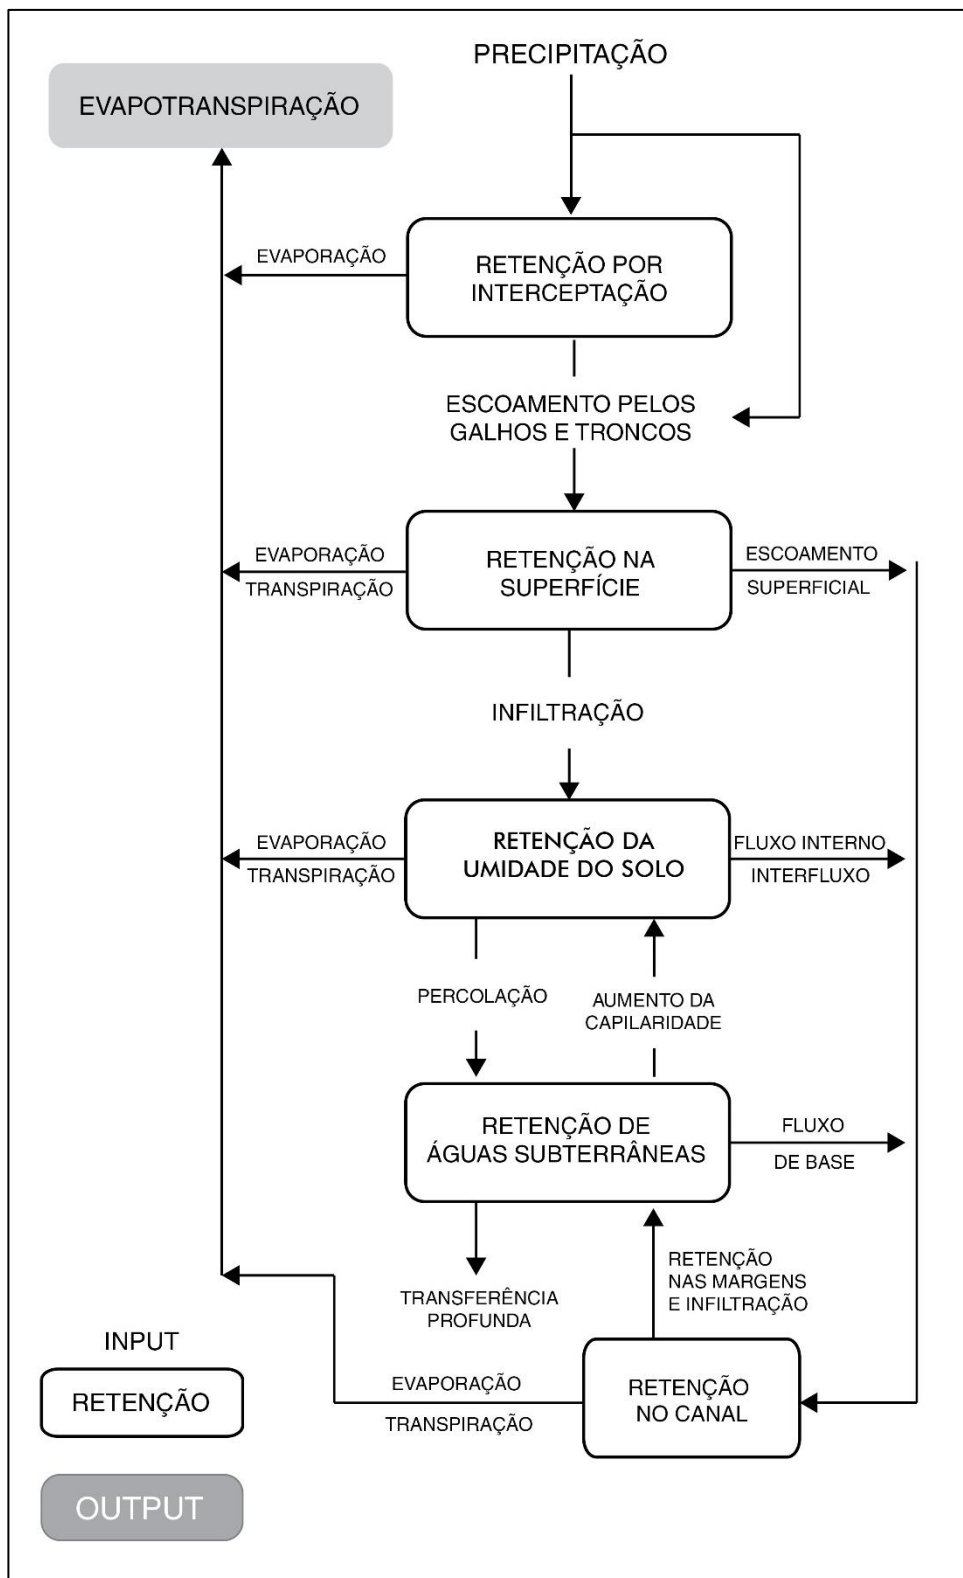 PRECIPITAÇÃO
EVAPOTRANSPIRAÇÃO
EVAPORAÇÃO
RETENÇÃO POR
INTERCEPTAÇÃO
ESCOAMENTO PELOS
GALHOS E TRONCOS
EVAPORAÇÃO
TRANSPIRAÇÃO
RETENÇÃO NA
SUPERFÍCIE
ESCOAMENTO
SUPERFICIAL
INFILTRAÇÃO
EVAPORAÇÃO
TRANSPIRAÇÃO
RETENÇÃO DA
UMIDADE DO SOLO
FLUXO INTERNO
INTERFLUXO
PERCOLAÇÃO
AUMENTO DA
CAPILARIDADE
RETENÇÃO DE
ÁGUAS SUBTERRÂNEAS
FLUXO
DE BASE
TRANSFERÊNCIA
PROFUNDA
RETENÇÃO
NAS MARGENS
E INFILTRAÇÃO
EVAPORAÇÃO
TRANSPIRAÇÃO
RETENÇÃO
NO CANAL
INPUT
RETENÇÃO
OUTPUT